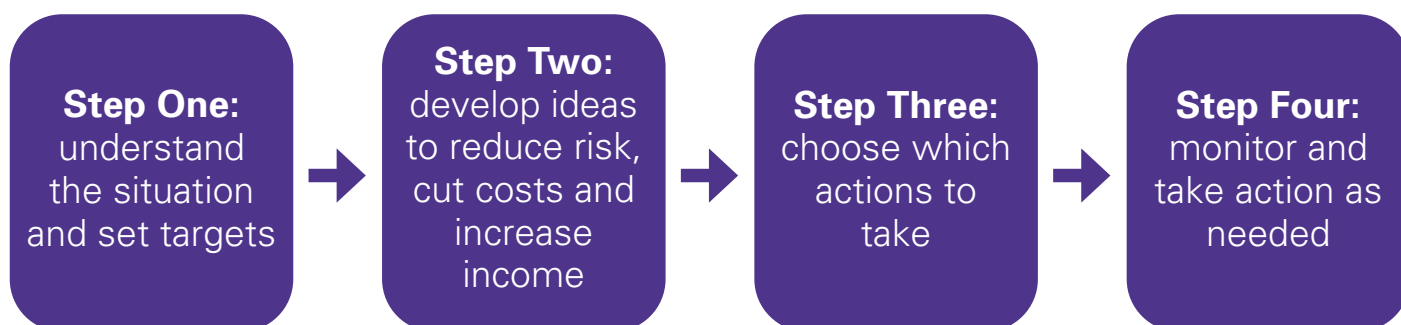 Step One:
understand
the situation
and set targets
Step Two:
develop ideas
to reduce risk,
cut costs and
increase
income
Step Three:
choose which
actions to
take
Step Four:
monitor and
take action as
needed